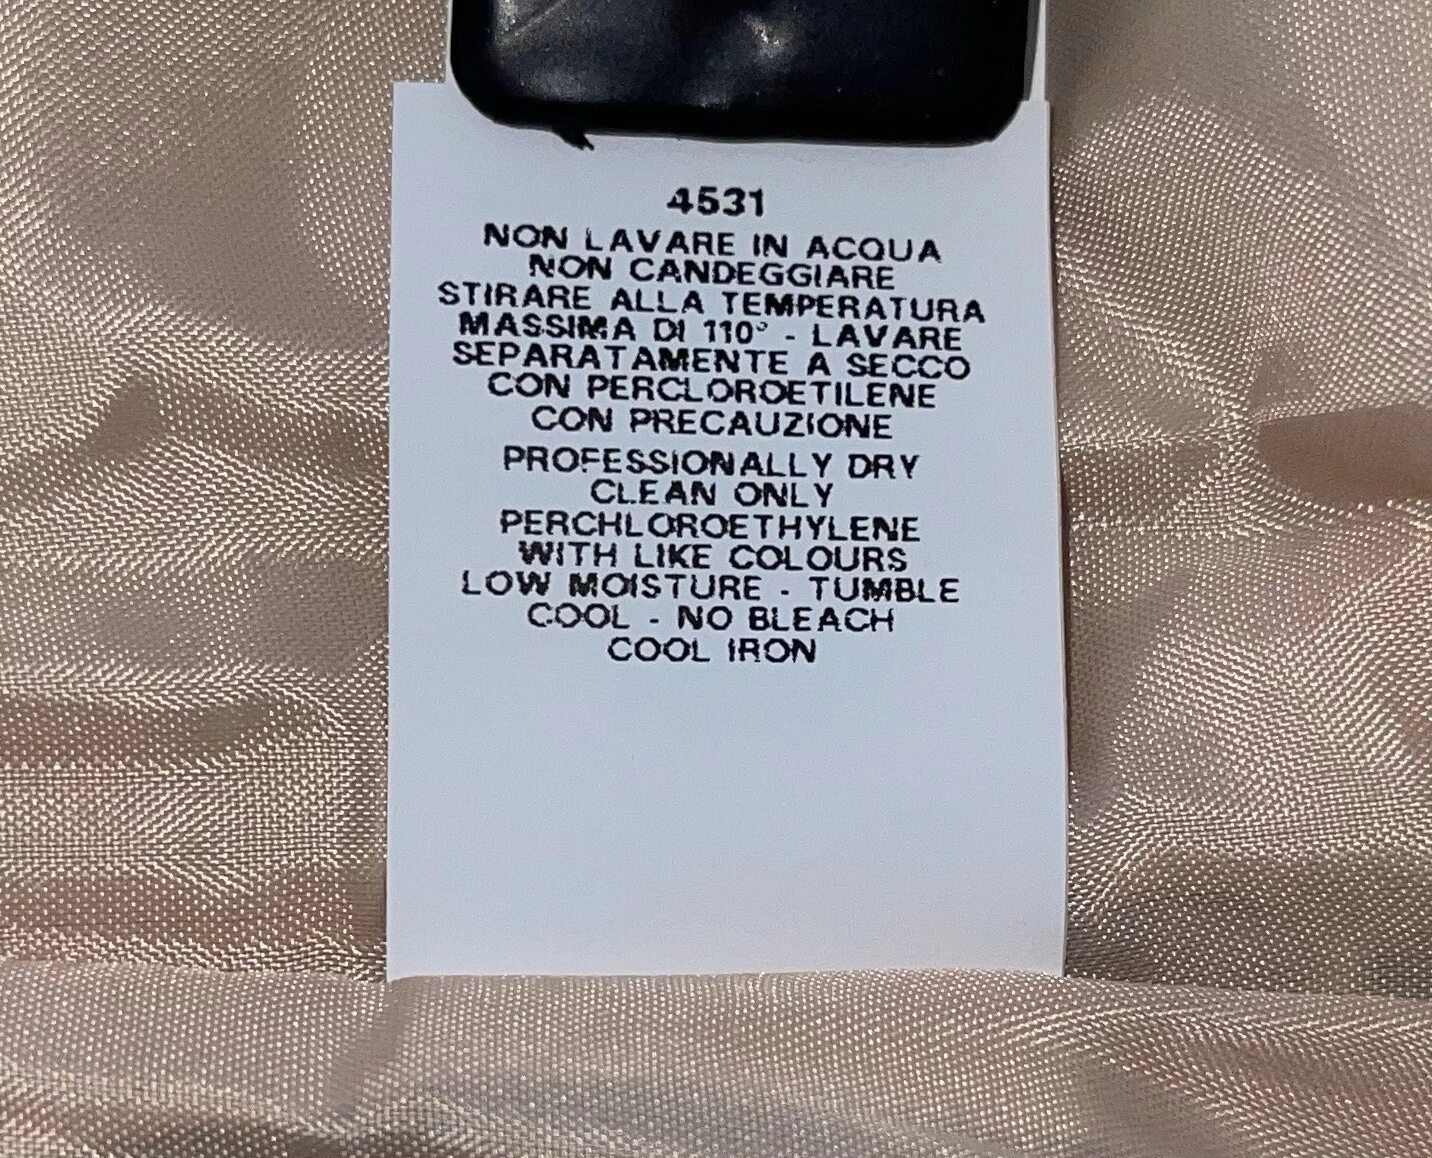 4531
NON LAVARE IN ACQUA
NON CANDEGGIARE
STIRARE ALLA TEMPERATURA
MASSIMA DI 110° - LAVARE
SEPARATAMENTE A SECCO
CON PERCLOROETILENE
CON PRECAUZIONE
PROFESSIONALLY DRY
CLEAN ONLY
PERCHLOROETHYLENE
WITH LIKE COLOURS
LOW MOISTURE - TUMBLE
COOL - NO BLEACH
COOL IRON